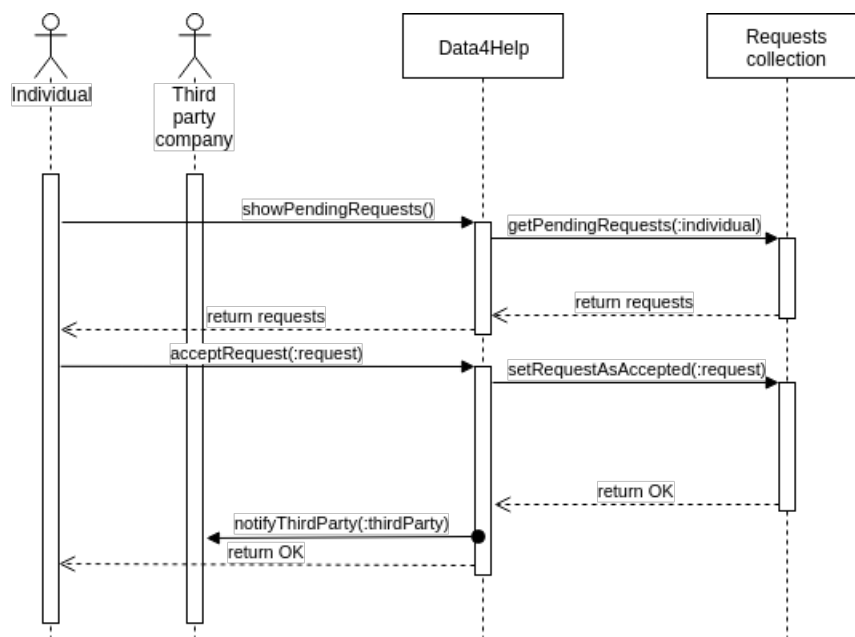 Individual
Third
party
company
Data4Help
Requests
collection
showPendingRequests()
getPendingRequests(:individual)
return requests
return requests
acceptRequest(:request)
setRequestAsAccepted(:request)
return OK
notifyThirdParty(:thirdParty)
return OK